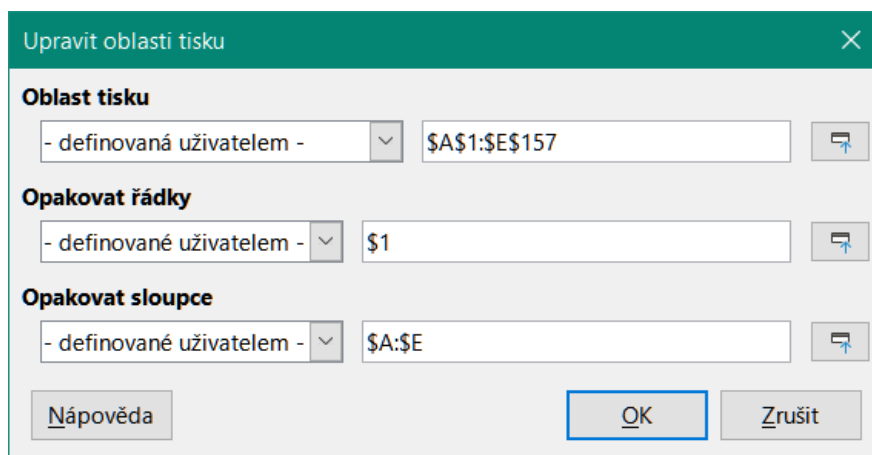 Upravit oblasti tisku
Oblast tisku
- definovaná uživatelem - $A$1:$E$157
Opakovat řádky
- definované uživatelem - $1
Opakovat sloupce
- definované uživatelem - $A:$E
Nápověda OK Zrušit